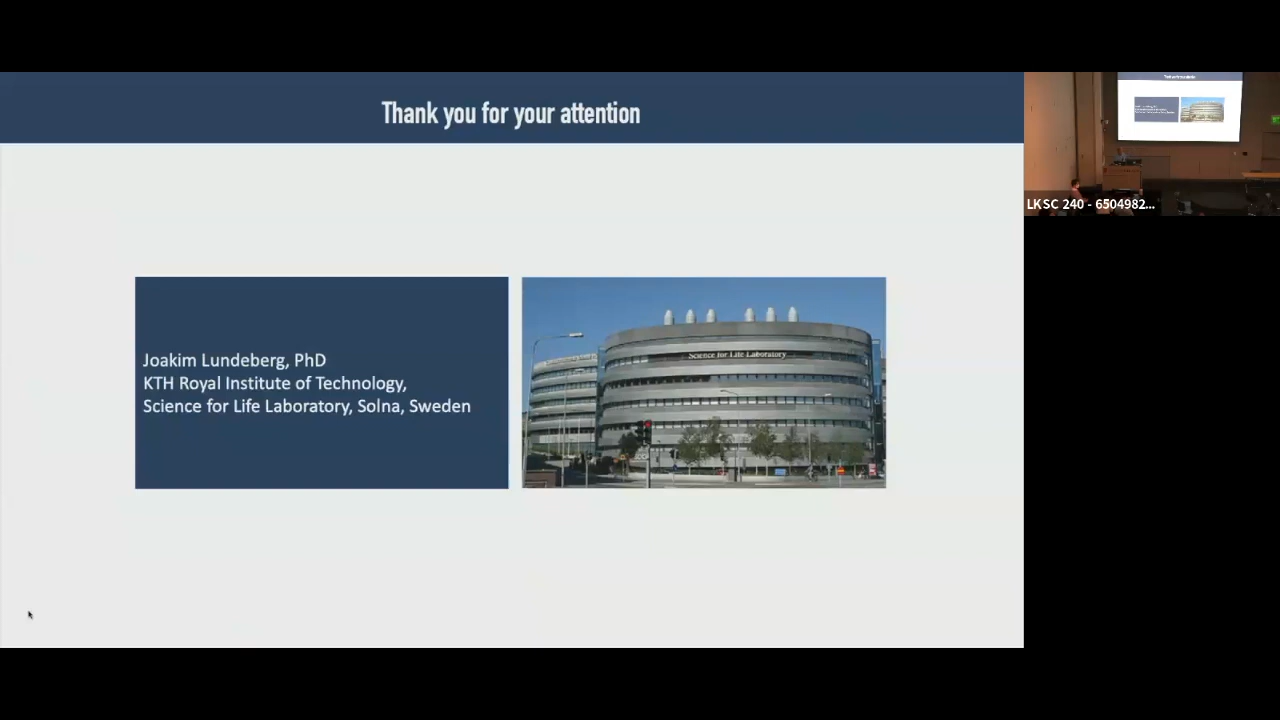 Thank you for your attention
Joakim Lundeberg, PhD
KTH Royal Institute of Technology,
Science for Life Laboratory, Solna, Sweden
Science for Life Laboratory
LKSC 240 - 6504982...